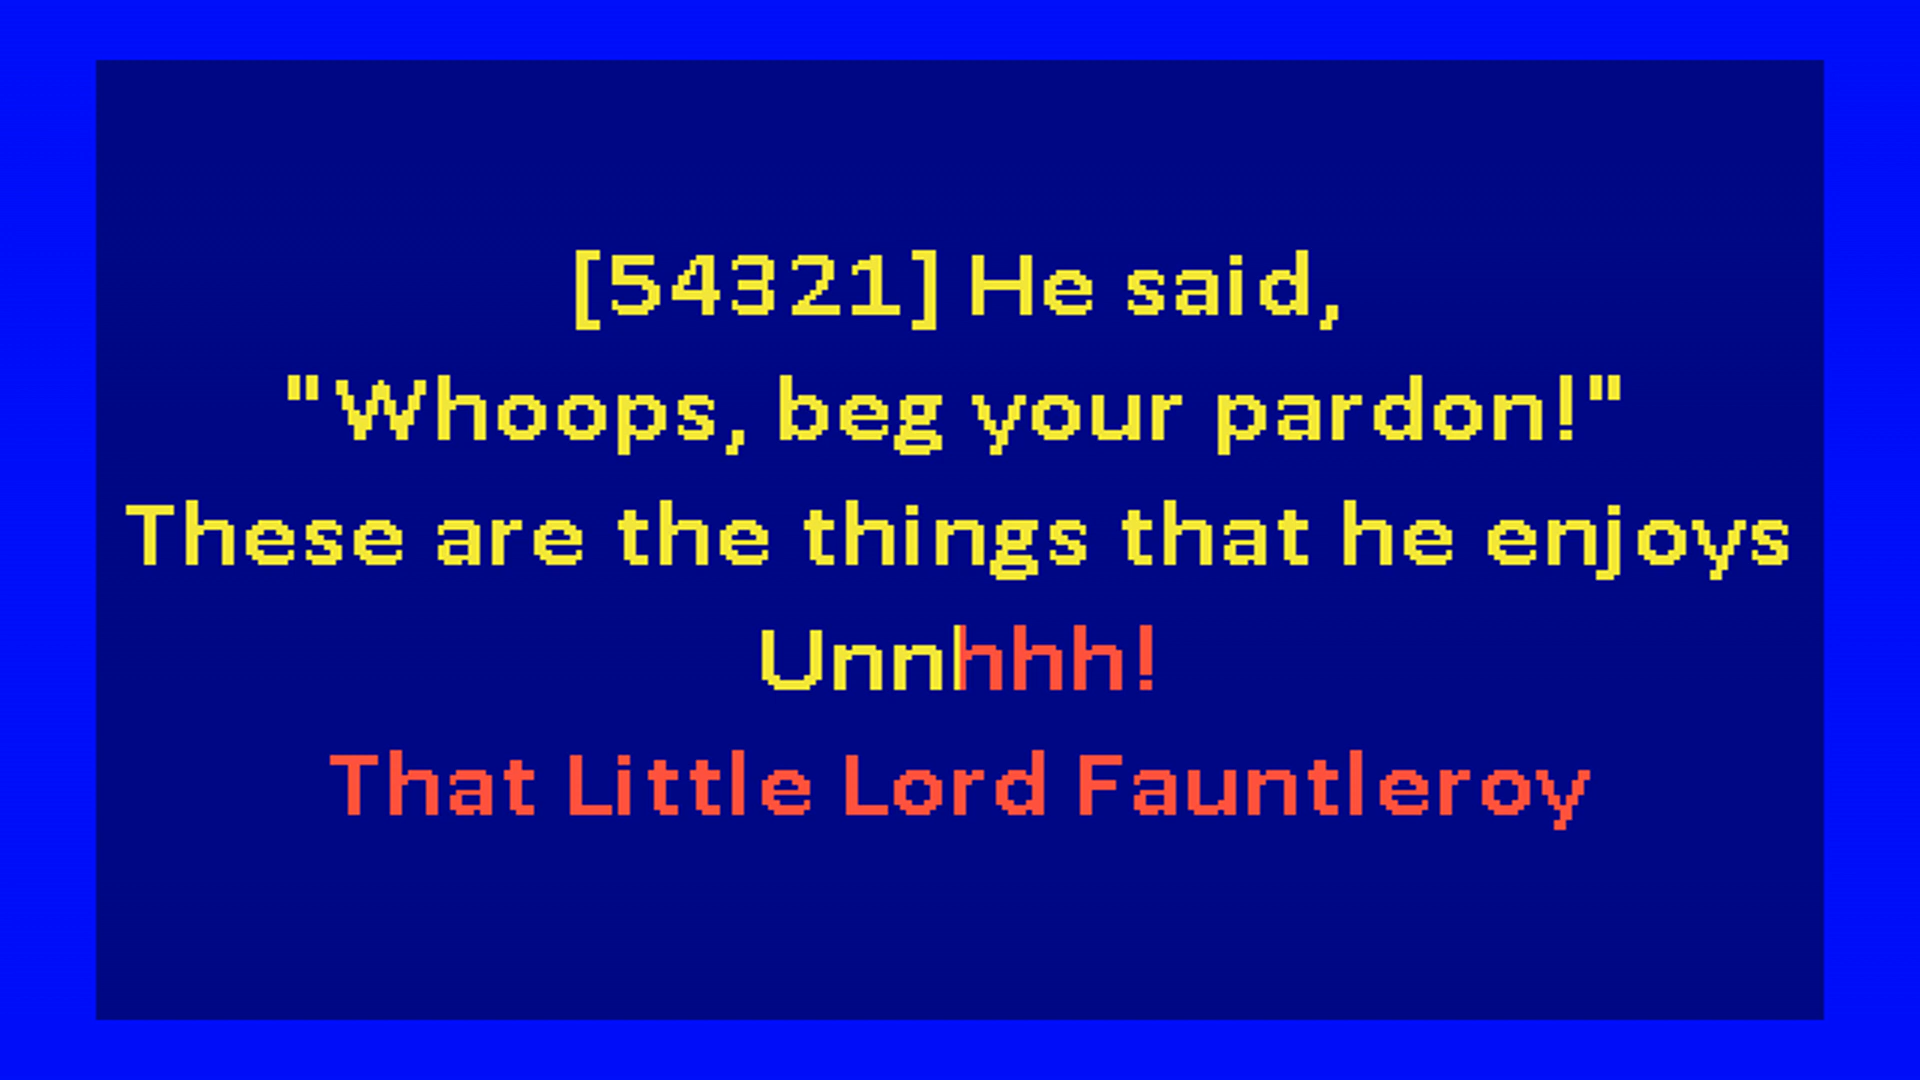 [54321] He said,
"Whoops, beg your pardon!"
These are the things that he enjoys
Unnhhh!
That Little Lord Fauntleroy